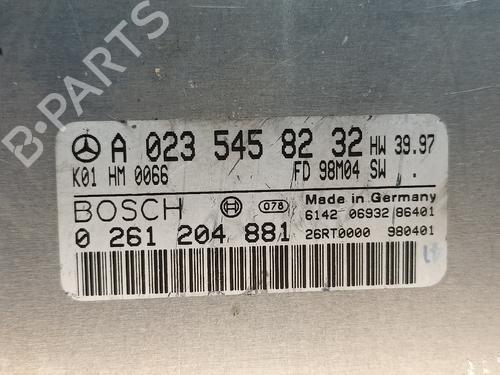 B-PARTS
A 023 545 82 32 HW 39.97
K01 HM 0066 FD 98M04 SW .
BOSCH 078 Made in Germany
6142 06932 86401
0 261 204 881 26RT0000 980401